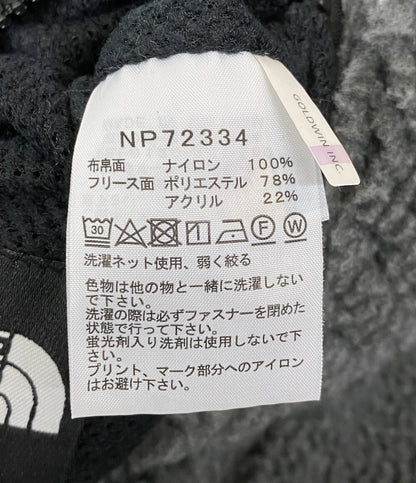 GOLDWIN INC.
NP72334
布帛面 ナイロン 100%
フリース面 ポリエステル 78%
アクリル 22%
30 F W
洗濯ネット使用、弱く絞る
色物は他の物と一緒に洗濯しない
で下さい。
洗濯の際は必ずファスナーを閉めた
状態で行って下さい。
蛍光剤入り洗剤は使用しないで
下さい。
プリント、マーク部分へのアイロン
はお避け下さい。